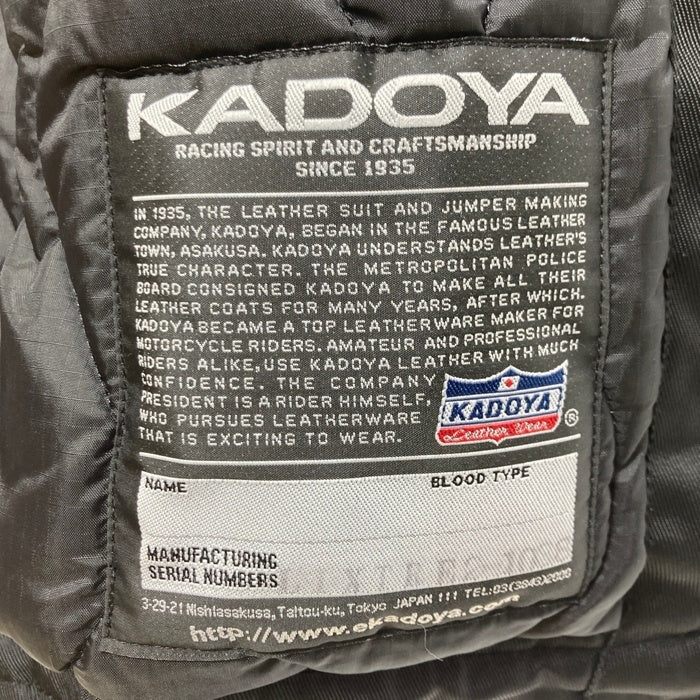 KADOYA
RACING SPIRIT AND CRAFTSMANSHIP
SINCE 1935
IN 1935, THE LEATHER SUIT AND JUMPER MAKING
COMPANY, KADOYA, BEGAN IN THE FAMOUS LEATHER
TOWN, ASAKUSA. KADOYA UNDERSTANDS LEATHER'S
TRUE CHARACTER. THE METROPOLITAN POLICE
BOARD CONSIGNED KADOYA TO MAKE ALL THEIR
LEATHER COATS FOR MANY YEARS, AFTER WHICH.
KADOYA BECAME A TOP LEATHERWARE MAKER FOR
MOTORCYCLE RIDERS. AMATEUR AND PROFESSIONAL
RIDERS ALIKE, USE KADOYA LEATHER WITH MUCH
CONFIDENCE. THE COMPANY
PRESIDENT IS A RIDER HIMSELF,
WHO PURSUES LEATHERWARE
THAT IS EXCITING TO WEAR.
KADOYA
Leather Wear ®
NAME BLOOD TYPE
MANUFACTURING
SERIAL NUMBERS
3-29-21 Nishiasakusa, Taitou-ku, Tokyo JAPAN 111 TEL:03(3843)2000
http://www.ekadoya.com